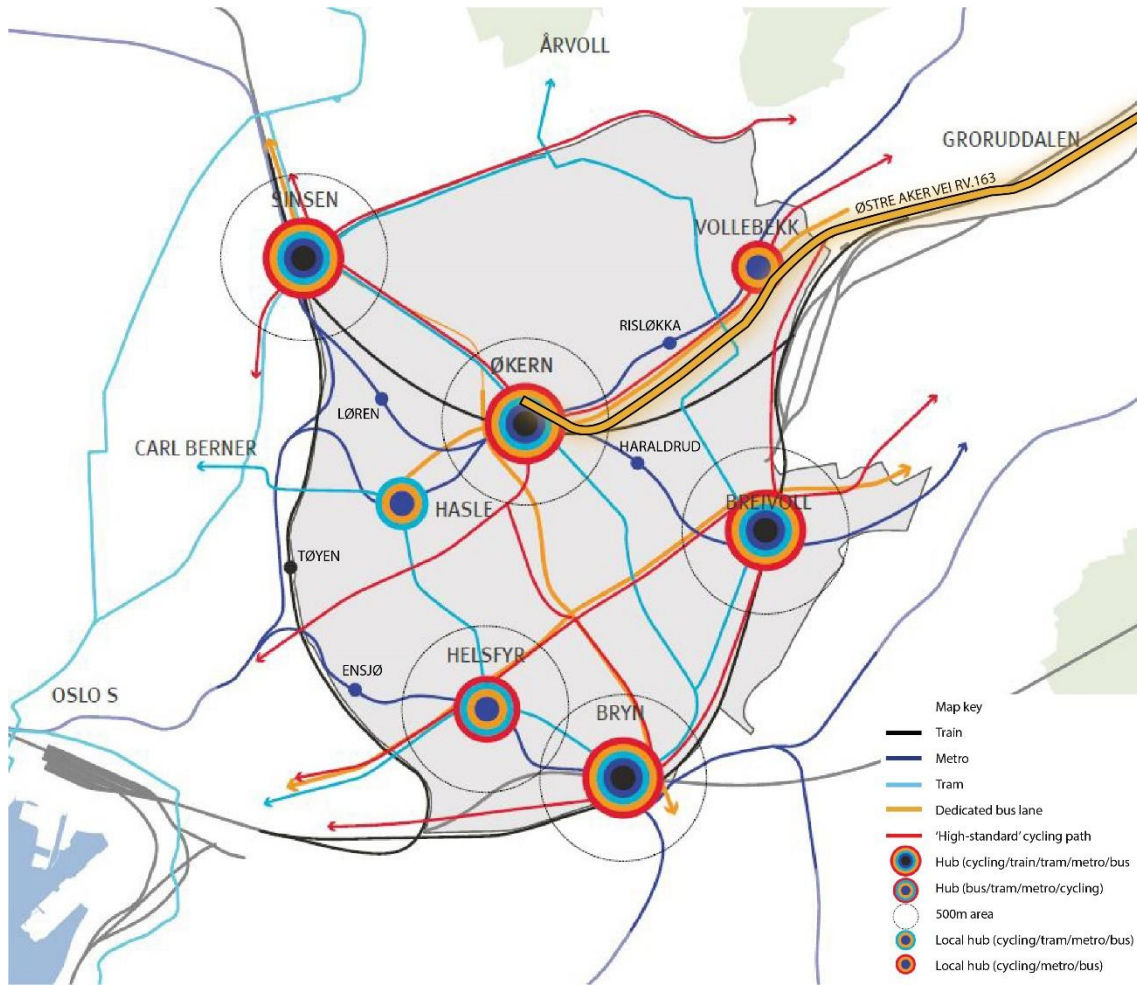 ÅRVOLL
GRORUDDALEN
SINSEN
ØSTRE AKER VEI RV.163
VOLLEBEKK
RISLØKKA
ØKERN
LØREN
CARL BERNER
HARALDRUD
HASLE
BREIVOLL
TØYEN
HELSFYR
ENSJØ
OSLO S
BRYN
Map key
Train
Metro
Tram
Dedicated bus lane
‘High-standard’ cycling path
Hub (cycling/train/tram/metro/bus
Hub (bus/tram/metro/cycling)
500m area
Local hub (cycling/tram/metro/bus)
Local hub (cycling/metro/bus)